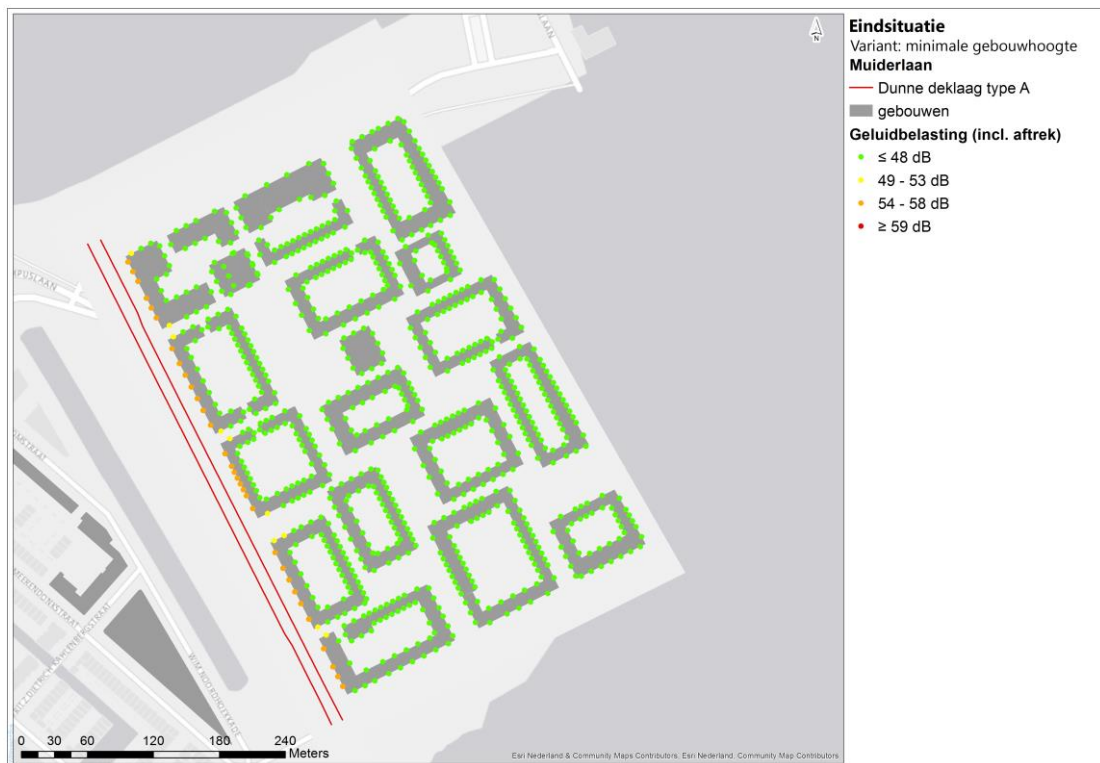 Eindsituatie
Variant: minimale gebouwhoogte
Muiderlaan
Dunne deklaag type A
gebouwen
Geluidbelasting (incl. aftrek)
≤ 48 dB
49 - 53 dB
54 - 58 dB
≥ 59 dB
N
0 30 60 120 180 240
Meters
Esri Nederland & Community Maps Contributors, Esri Nederland, Community Map Contributors